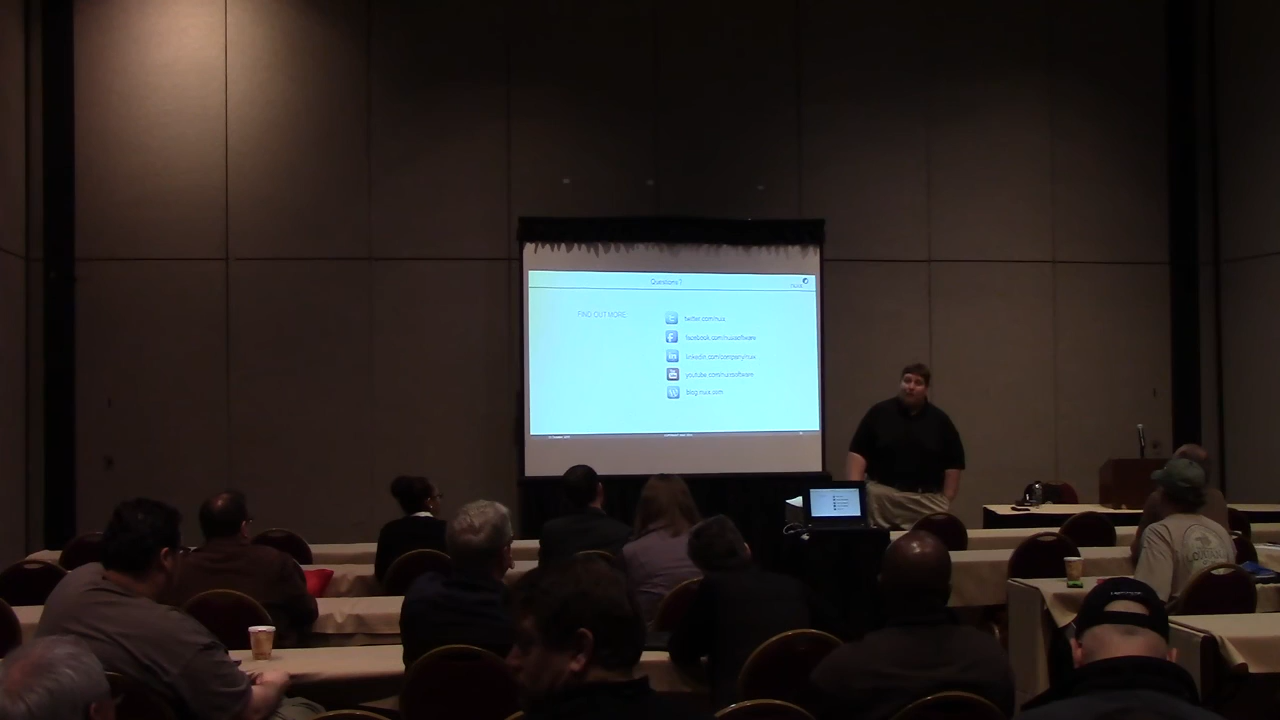 Questions?
nuix
FIND OUT MORE
twitter.com/nuix
facebook.com/nuixsoftware
linkedin.com/company/nuix
youtube.com/nuixsoftware
blog.nuix.com